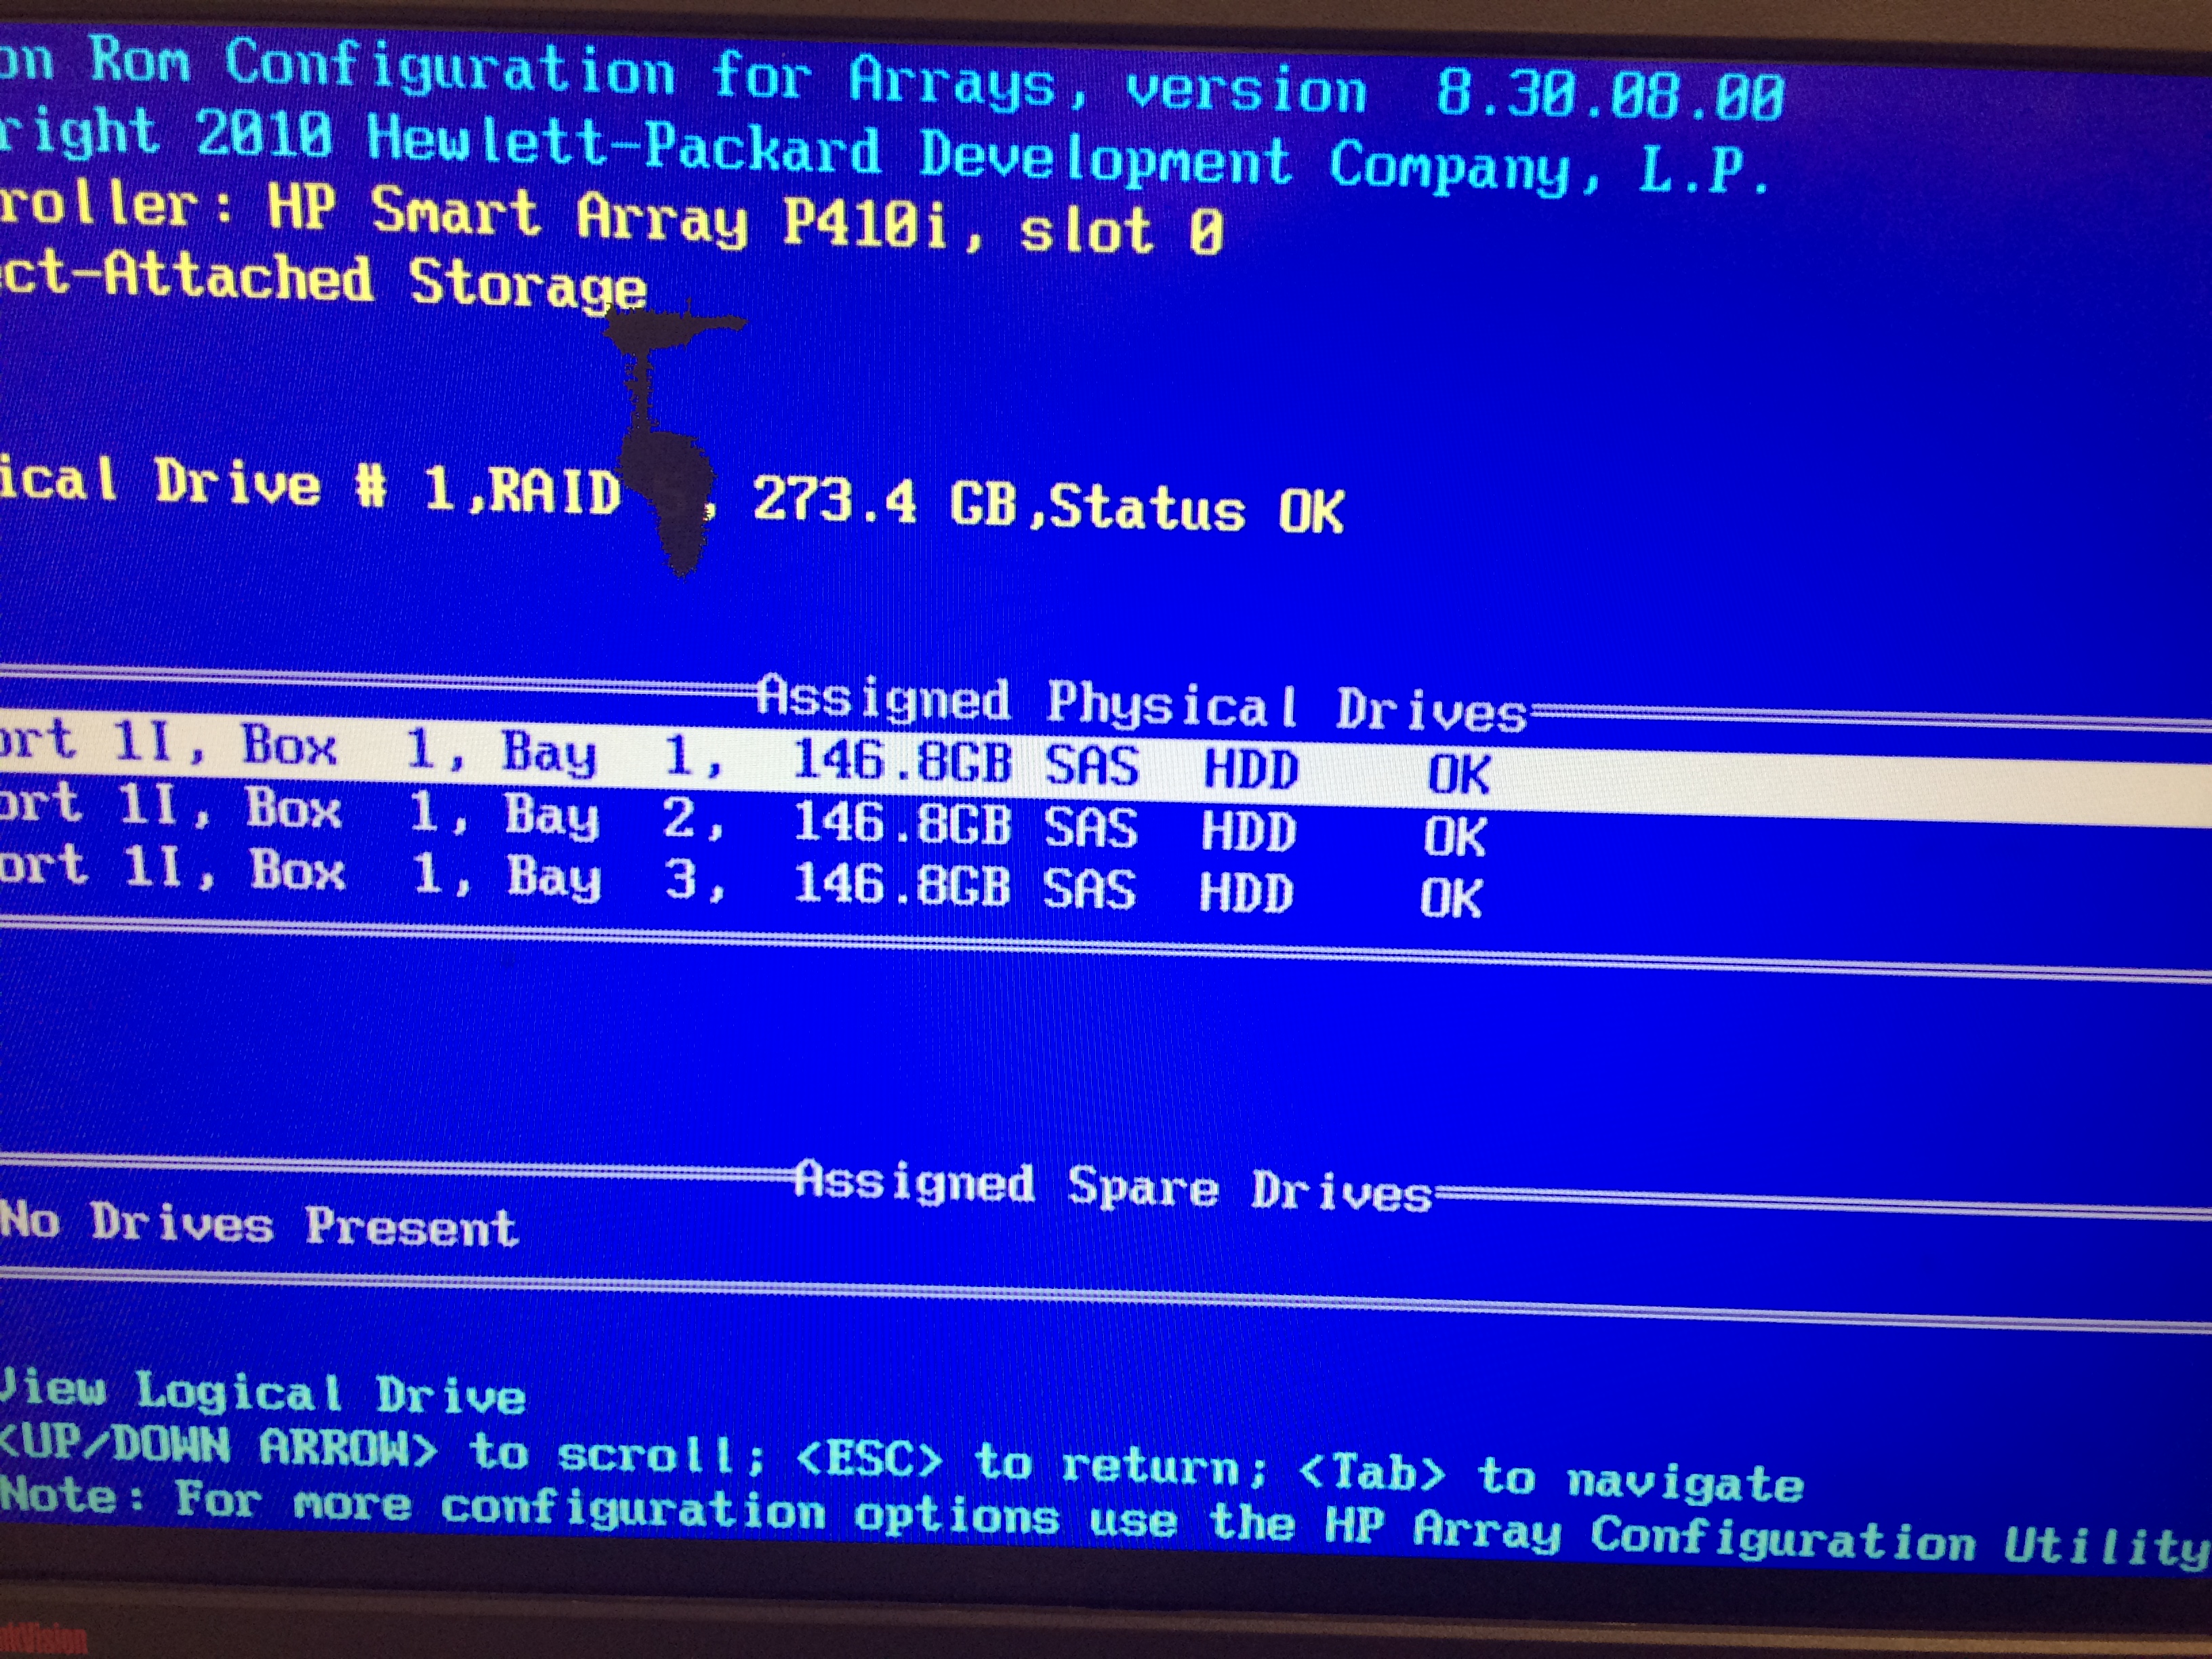 on Rom Configuration for Arrays, version 8.30.08.00
right 2010 Hewlett-Packard Development Company, L.P.
roller: HP Smart Array P410i, slot 0
ect-Attached Storage
ical Drive # 1,RAID , 273.4 GB,Status OK
Assigned Physical Drives
ort 1I, Box 1, Bay 1, 146.8GB SAS HDD OK
ort 1I, Box 1, Bay 2, 146.8GB SAS HDD OK
ort 1I, Box 1, Bay 3, 146.8GB SAS HDD OK
Assigned Spare Drives
No Drives Present
View Logical Drive
<UP/DOWN ARROW> to scroll; <ESC> to return; <Tab> to navigate
Note: For more configuration options use the HP Array Configuration Utility